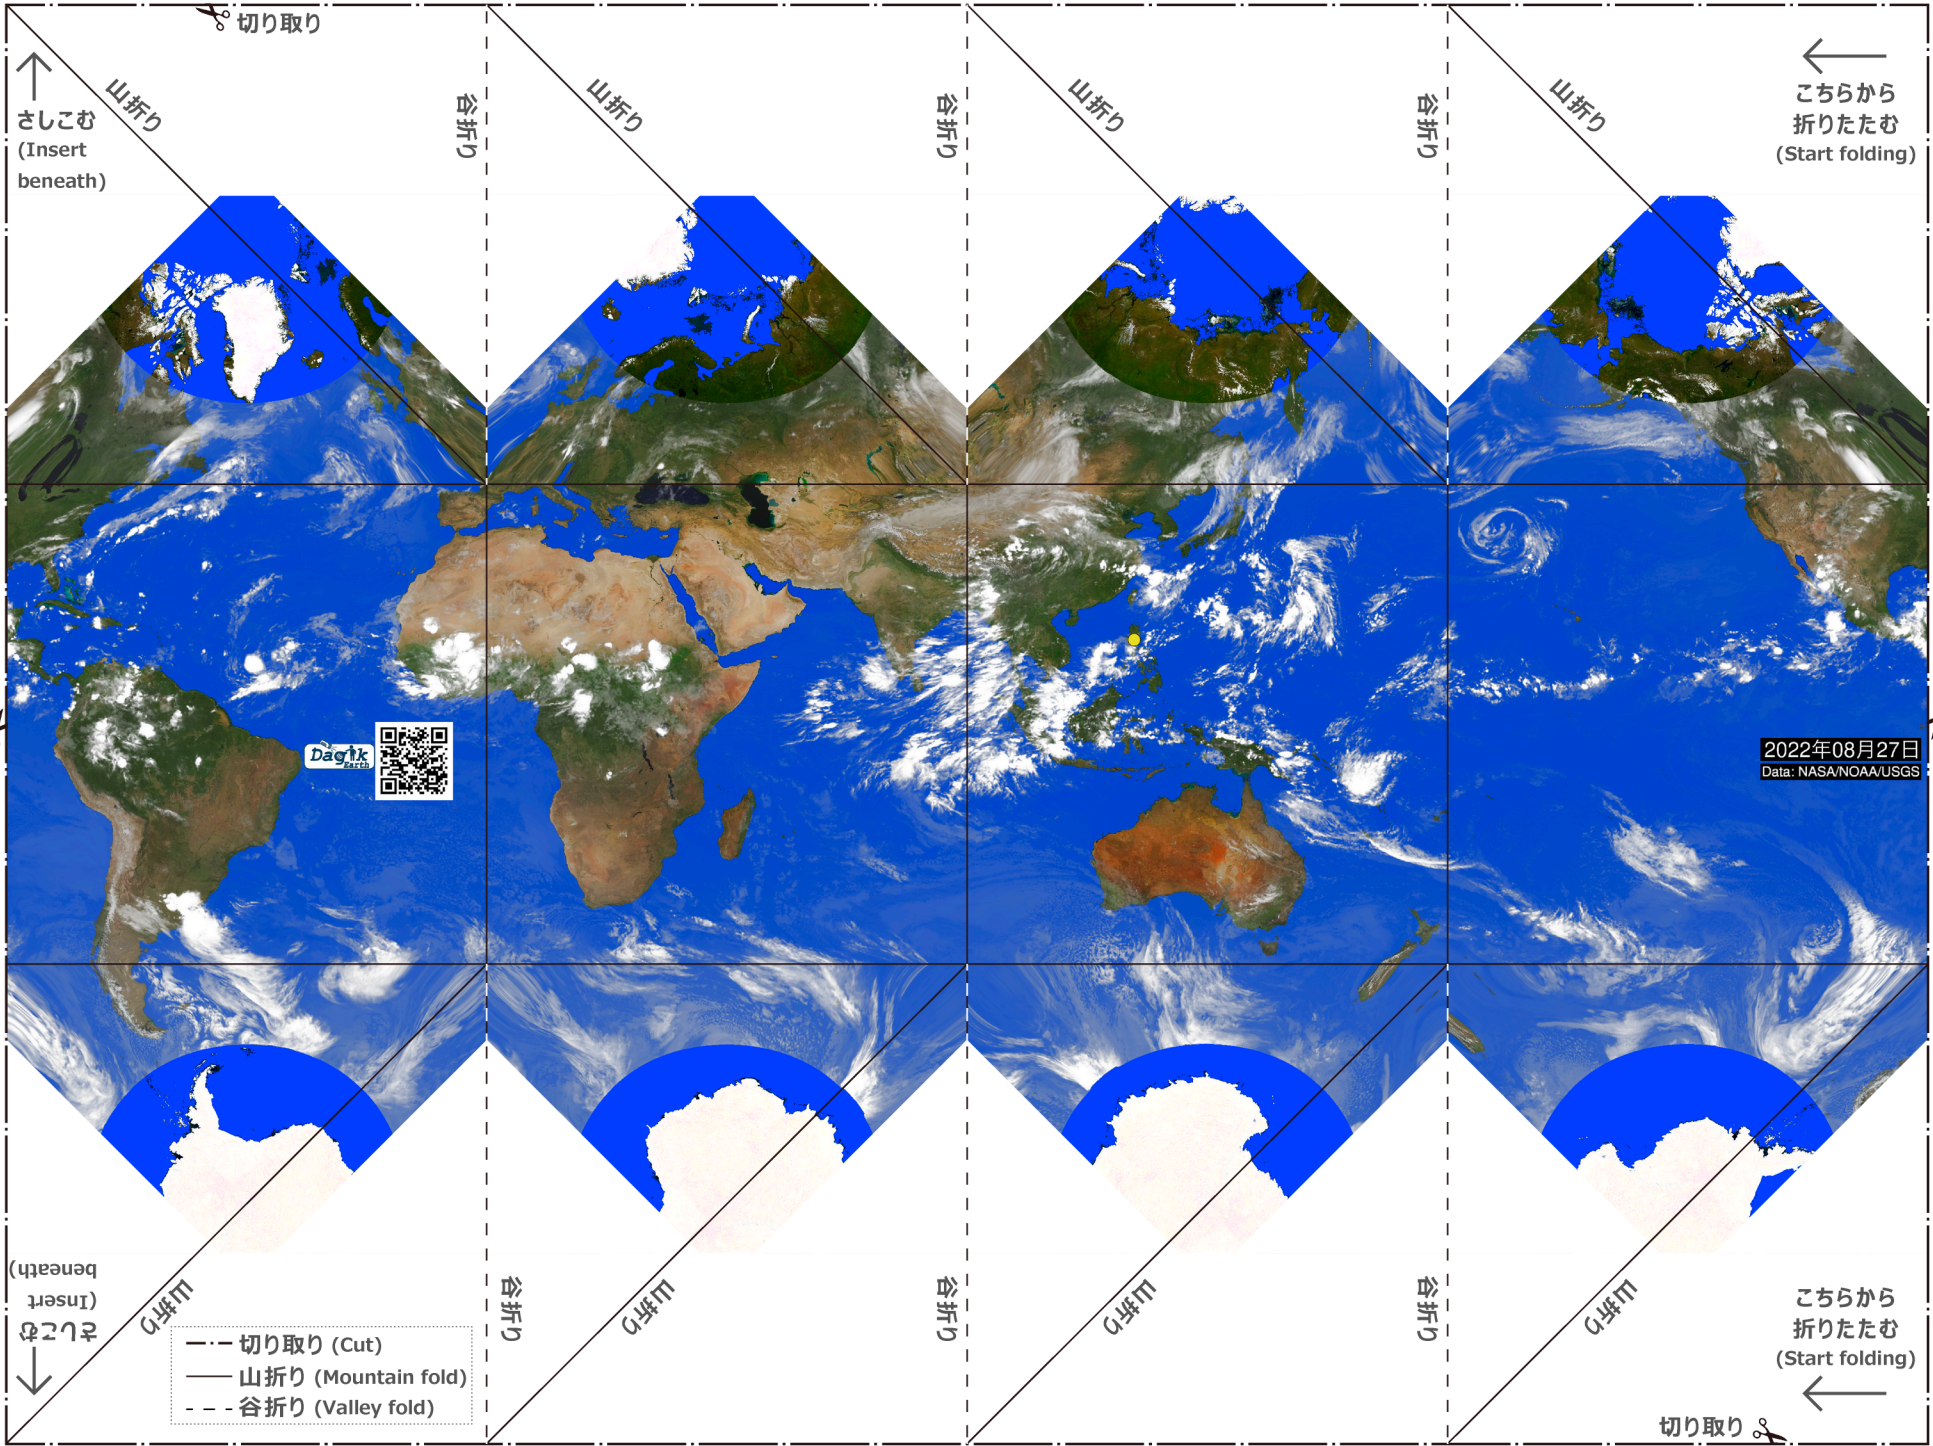 切り取り
さしこむ
(Insert
beneath)
山折り
谷折り
山折り
谷折り
山折り
谷折り
山折り
こちらから
折りたたむ
(Start folding)
Dagik
Earth
2022年08月27日
Data: NASA/NOAA/USGS
さしこむ
(Insert
beneath)
山折り
谷折り
山折り
谷折り
山折り
谷折り
山折り
こちらから
折りたたむ
(Start folding)
切り取り (Cut)
山折り (Mountain fold)
谷折り (Valley fold)
切り取り